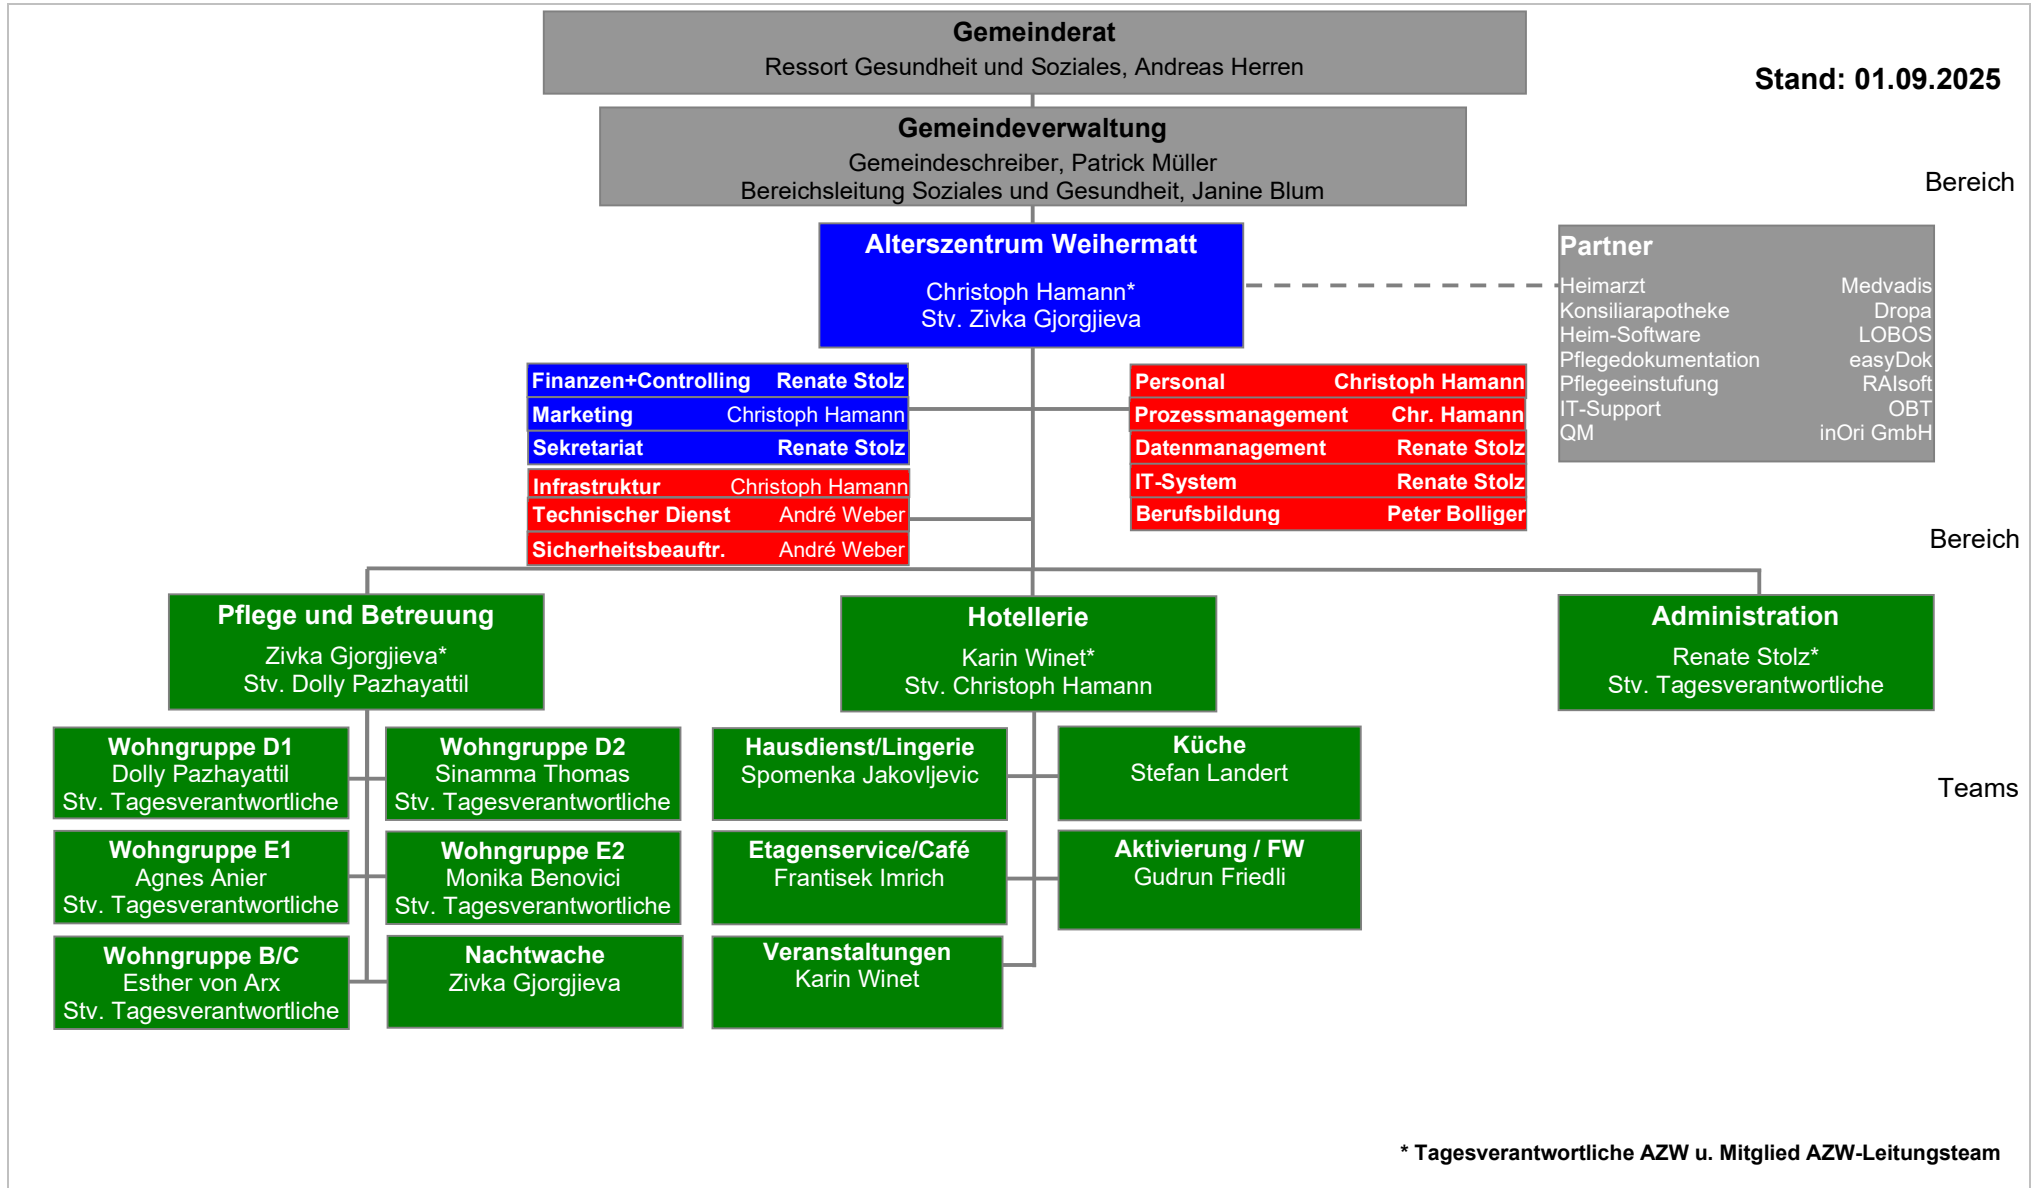 Gemeinderat
Ressort Gesundheit und Soziales, Andreas Herren
Stand: 01.09.2025
Gemeindeverwaltung
Gemeindeschreiber, Patrick Müller
Bereichsleitung Soziales und Gesundheit, Janine Blum
Bereich
Alterszentrum Weihermatt
Christoph Hamann*
Stv. Zivka Gjorgjieva
Partner
Heimarzt Medvadis
Konsiliarapotheke Dropa
Heim-Software LOBOS
Pflegedokumentation easyDok
Pflegeeinstufung RAIsoft
IT-Support OBT
QM inOri GmbH
Finanzen+Controlling Renate Stolz
Marketing Christoph Hamann
Sekretariat Renate Stolz
Infrastruktur Christoph Hamann
Technischer Dienst André Weber
Sicherheitsbeauftr. André Weber
Personal Christoph Hamann
Prozessmanagement Chr. Hamann
Datenmanagement Renate Stolz
IT-System Renate Stolz
Berufsbildung Peter Bolliger
Bereich
Pflege und Betreuung
Zivka Gjorgjieva*
Stv. Dolly Pazhayattil
Hotellerie
Karin Winet*
Stv. Christoph Hamann
Administration
Renate Stolz*
Stv. Tagesverantwortliche
Wohngruppe D1
Dolly Pazhayattil
Stv. Tagesverantwortliche
Wohngruppe D2
Sinamma Thomas
Stv. Tagesverantwortliche
Hausdienst/Lingerie
Spomenka Jakovljevic
Küche
Stefan Landert
Teams
Wohngruppe E1
Agnes Anier
Stv. Tagesverantwortliche
Wohngruppe E2
Monika Benovici
Stv. Tagesverantwortliche
Etagenservice/Café
Frantisek Imrich
Aktivierung / FW
Gudrun Friedli
Wohngruppe B/C
Esther von Arx
Stv. Tagesverantwortliche
Nachtwache
Zivka Gjorgjieva
Veranstaltungen
Karin Winet
* Tagesverantwortliche AZW u. Mitglied AZW-Leitungsteam